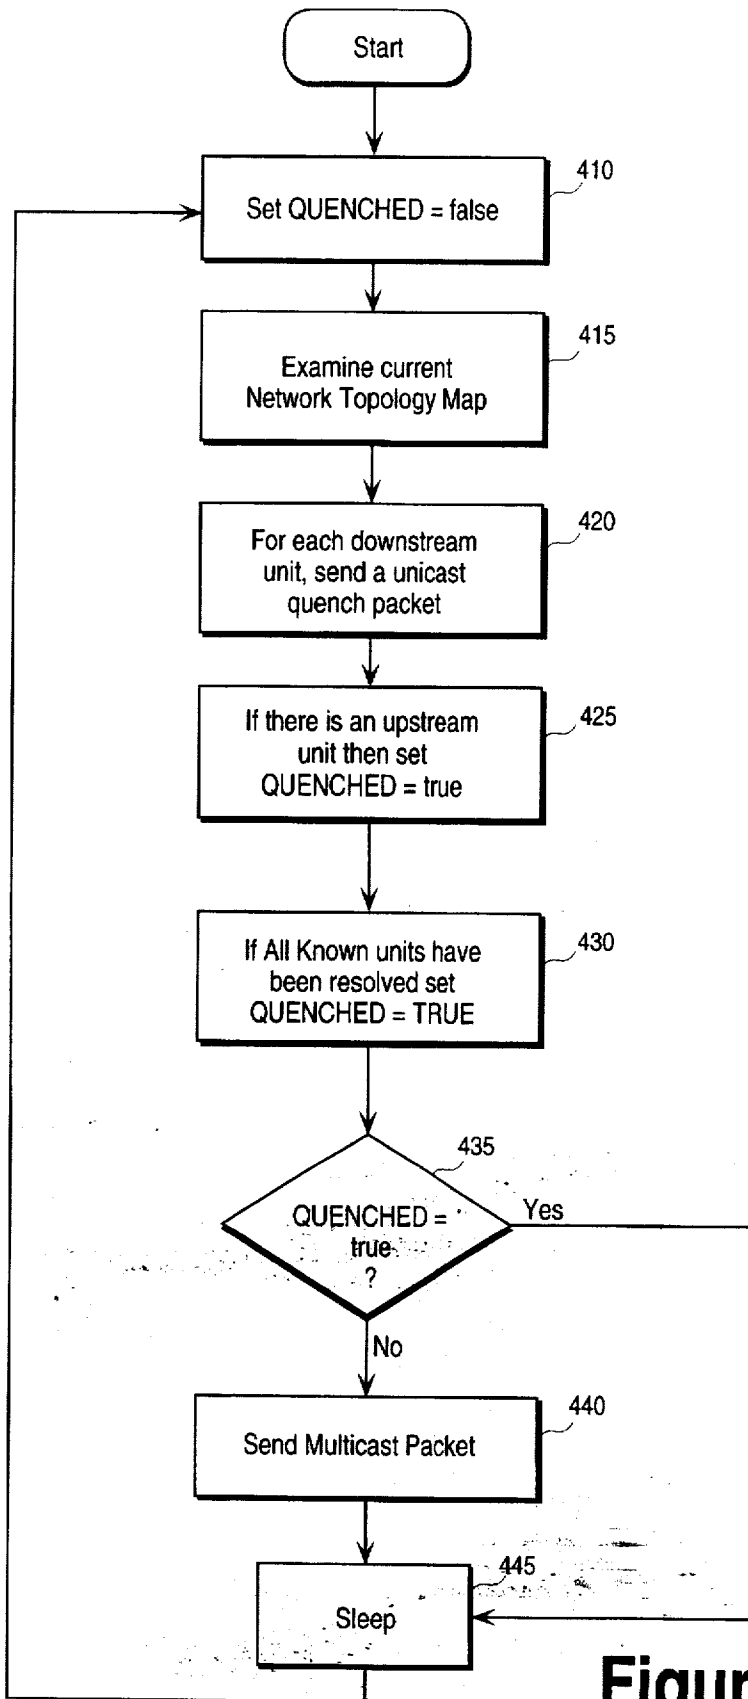 Start
410
Set QUENCHED = false
415
Examine current
Network Topology Map
420
For each downstream
unit, send a unicast
quench packet
425
If there is an upstream
unit then set
QUENCHED = true
430
If All Known units have
been resolved set
QUENCHED = TRUE
435
QUENCHED =
true
?
Yes
No
440
Send Multicast Packet
445
Sleep